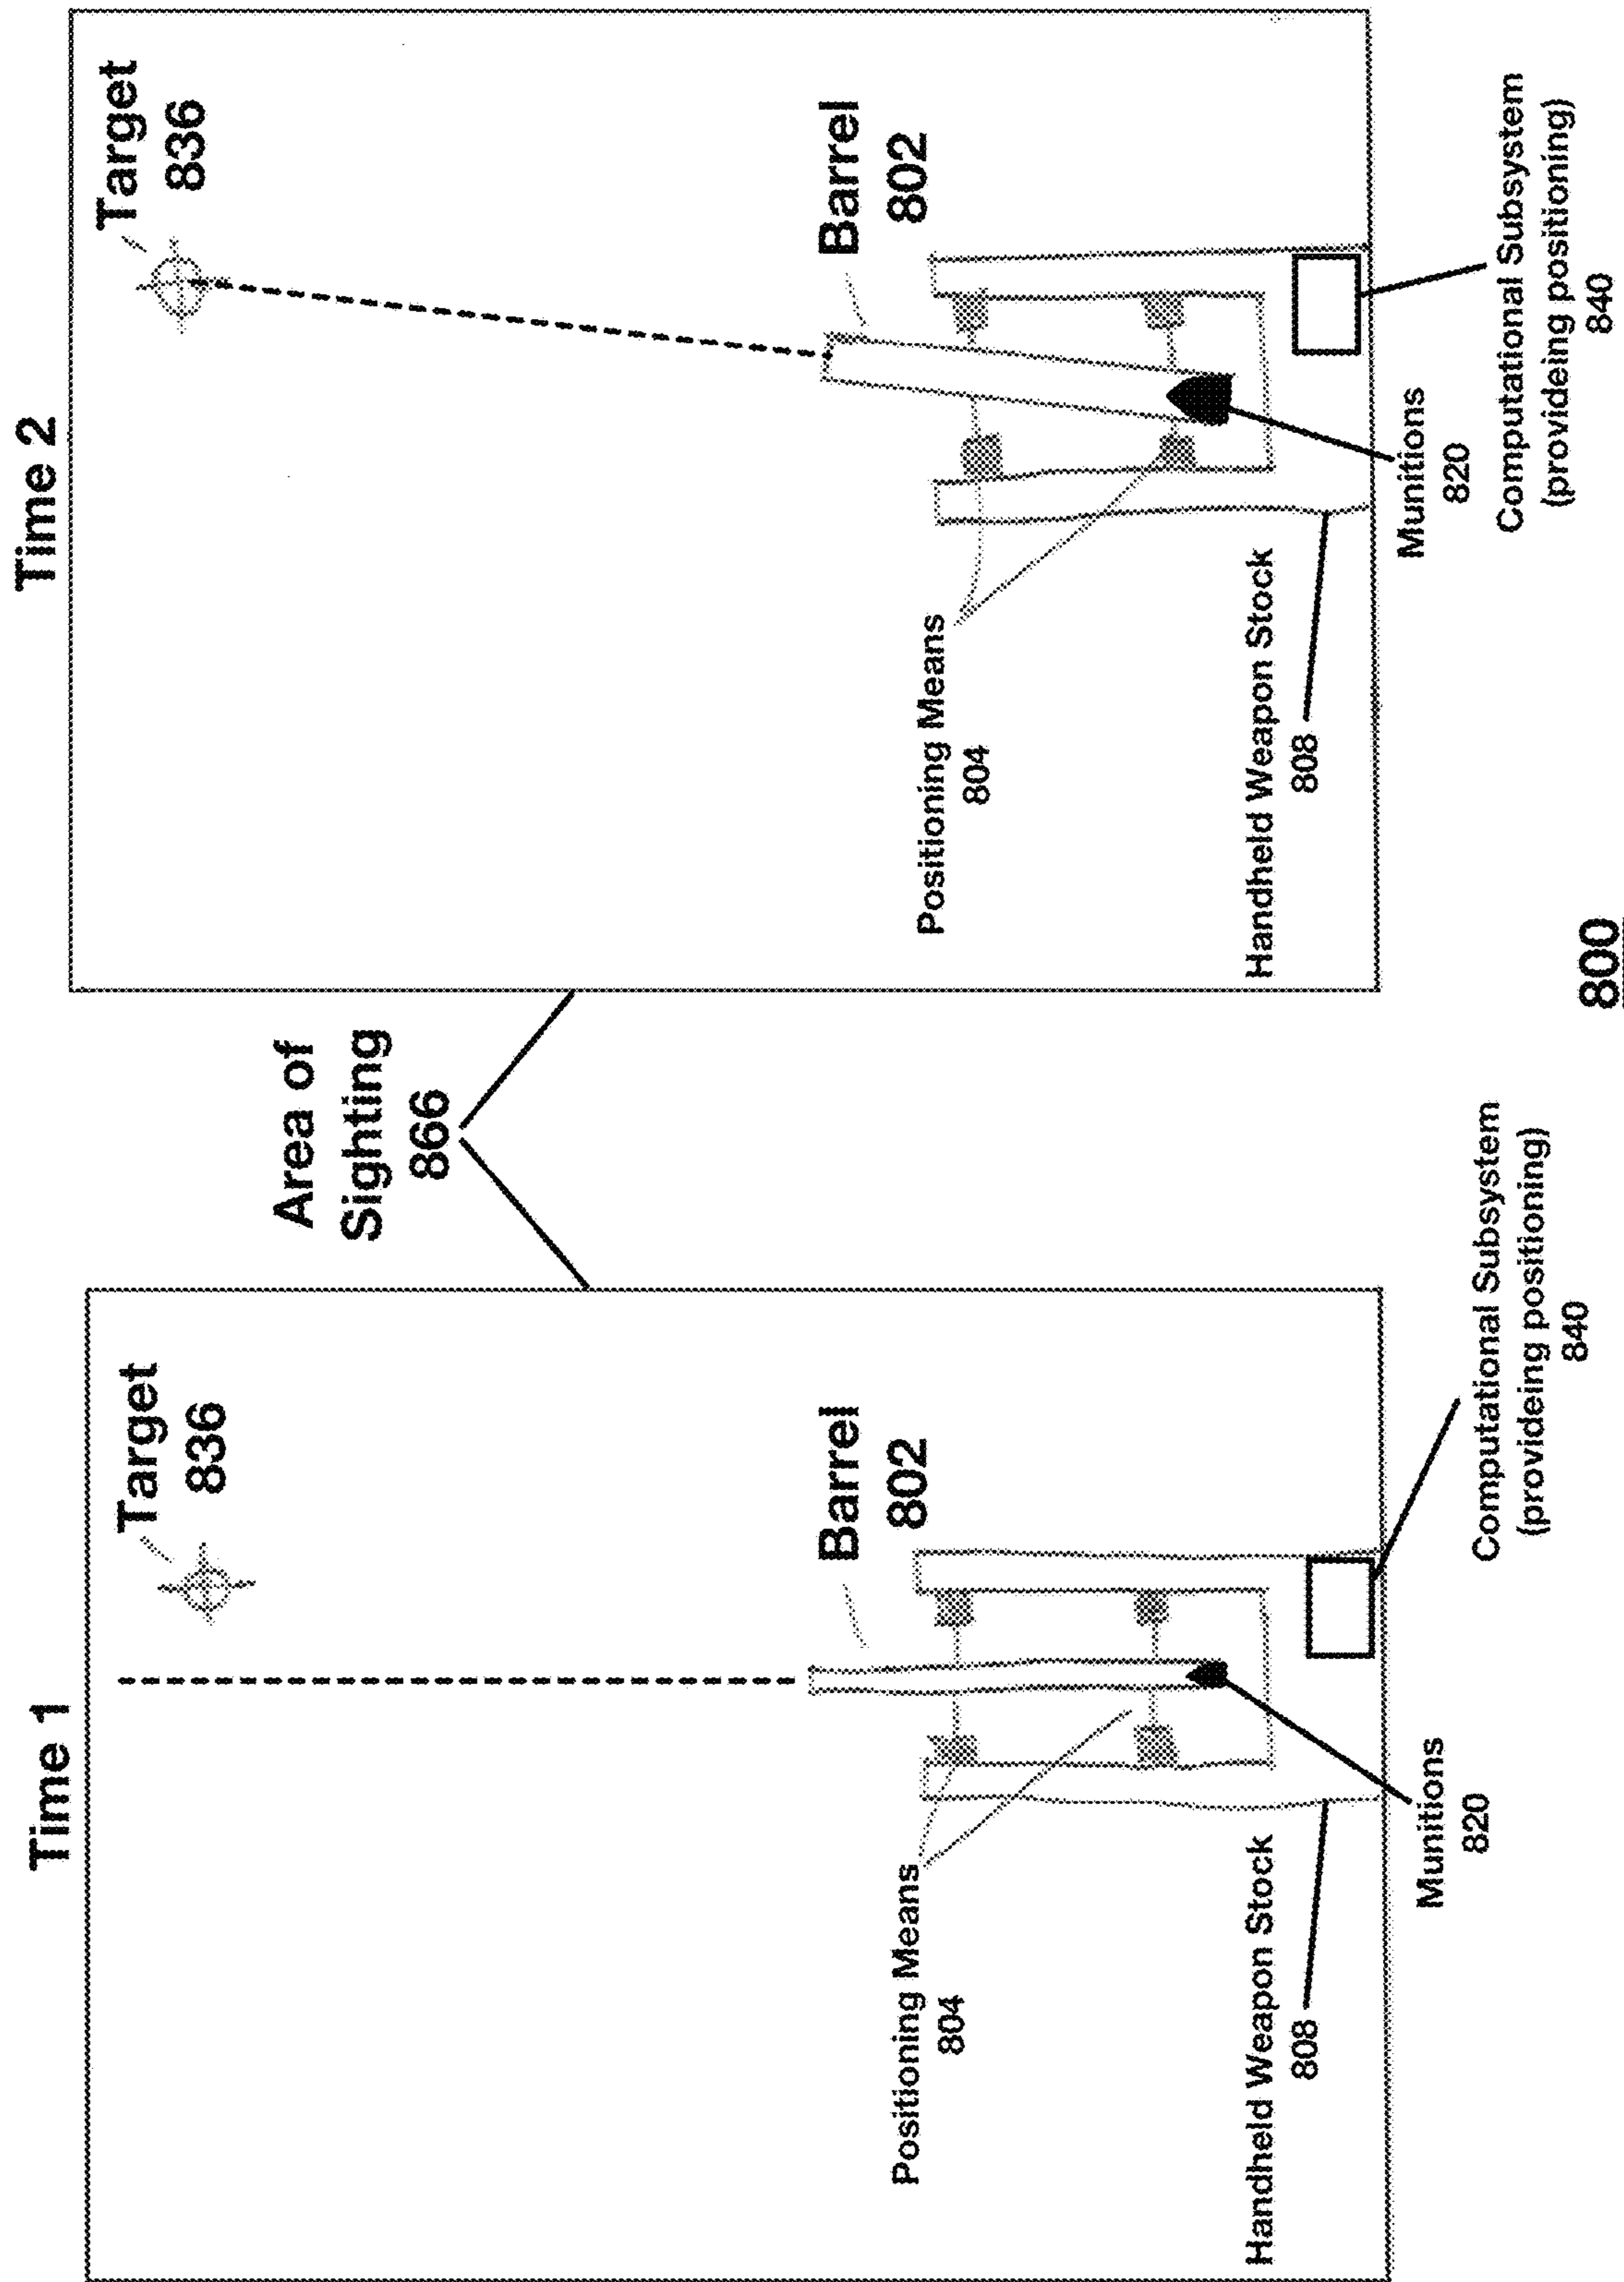 Time 1
Target
836
Barrel
802
Positioning Means
804
Handheld Weapon Stock
808
Munitions
820
Computational Subsystem
(provideing positioning)
840
Area of
Sighting
866
Time 2
Target
836
Barrel
802
Positioning Means
804
Handheld Weapon Stock
808
Munitions
820
Computational Subsystem
(provideing positioning)
840
800